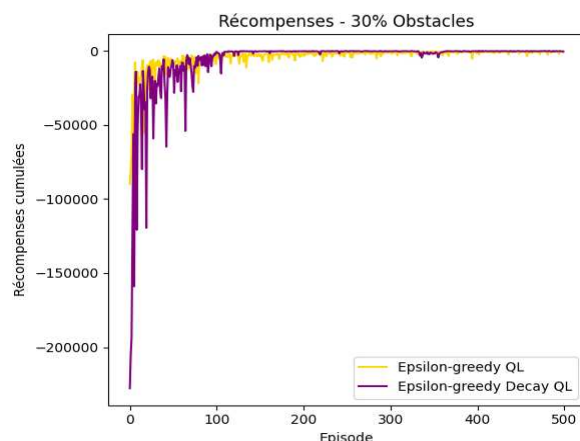 Récompenses - 30% Obstacles
Récompenses cumulées
0
−50000
−100000
−150000
−200000
Epsilon-greedy QL
Epsilon-greedy Decay QL
0 100 200 300 400 500
Episode